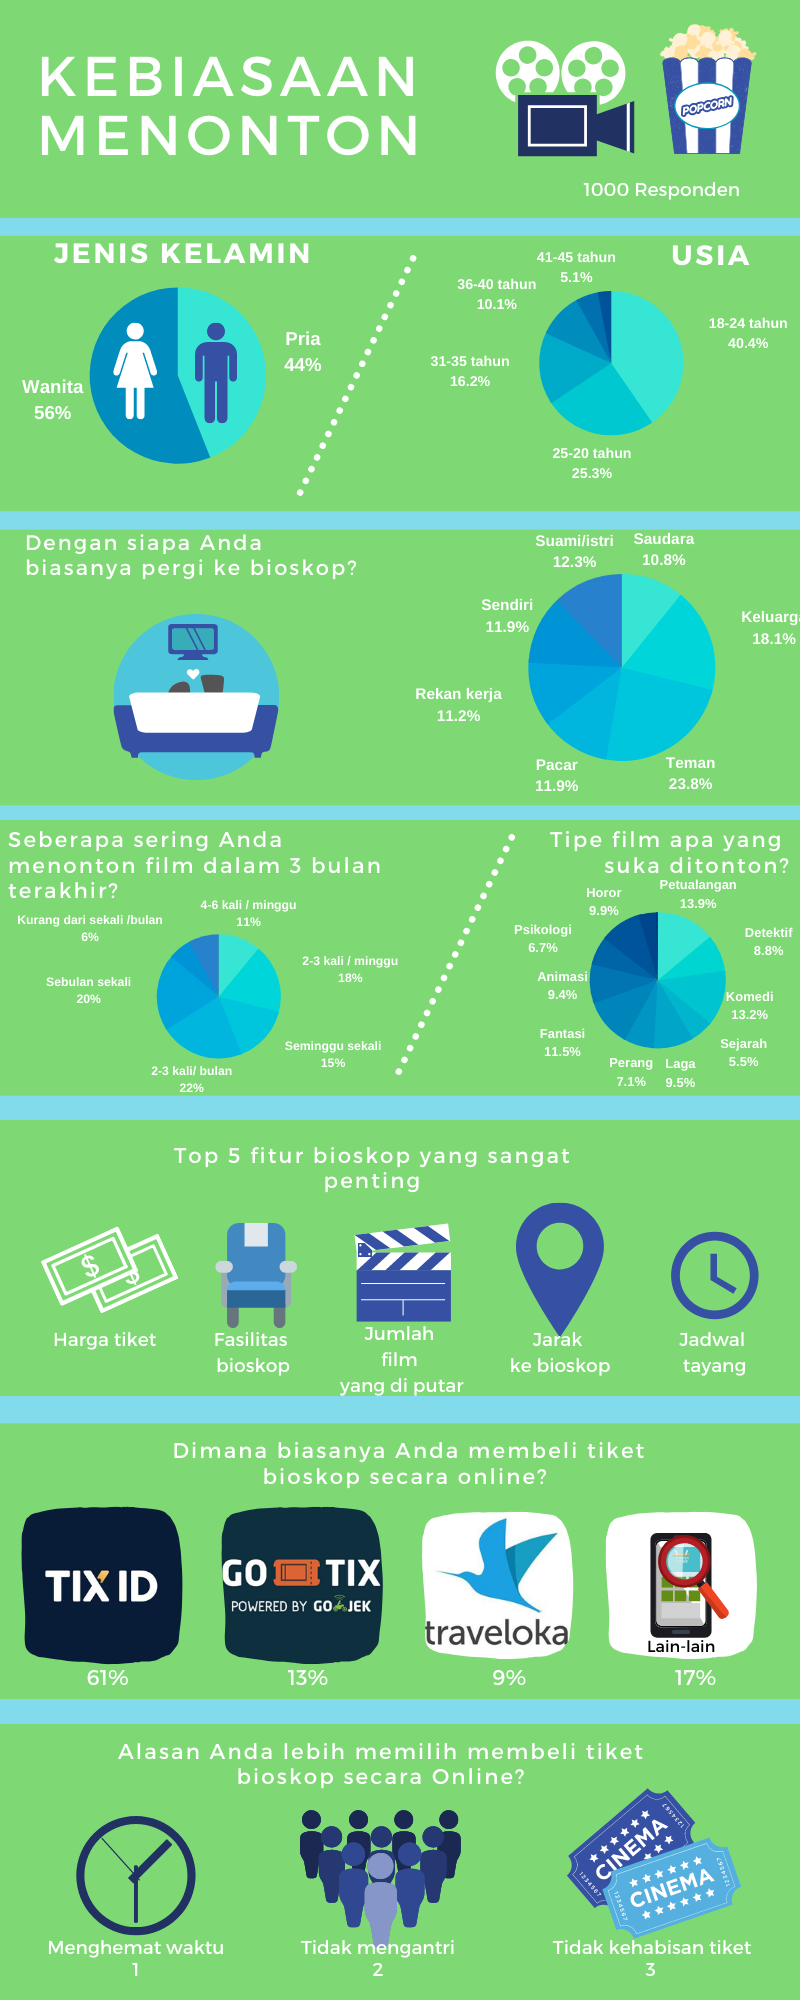 KEBIASAAN
MENONTON
POPCORN
1000 Responden
JENIS KELAMIN
Pria
44%
Wanita
56%
USIA
41-45 tahun
5.1%
36-40 tahun
10.1%
18-24 tahun
40.4%
31-35 tahun
16.2%
25-20 tahun
25.3%
Dengan siapa Anda
biasanya pergi ke bioskop?
Suami/istri
12.3%
Saudara
10.8%
Sendiri
11.9%
Keluarga
18.1%
Rekan kerja
11.2%
Pacar
11.9%
Teman
23.8%
Seberapa sering Anda
menonton film dalam 3 bulan
terakhir?
4-6 kali / minggu
11%
Kurang dari sekali /bulan
6%
2-3 kali / minggu
18%
Sebulan sekali
20%
Seminggu sekali
15%
2-3 kali/ bulan
22%
Tipe film apa yang
suka ditonton?
Petualangan
13.9%
Horor
9.9%
Psikologi
6.7%
Detektif
8.8%
Animasi
9.4%
Komedi
13.2%
Fantasi
11.5%
Sejarah
5.5%
Perang
7.1%
Laga
9.5%
Top 5 fitur bioskop yang sangat
penting
$
$
Harga tiket
Fasilitas
bioskop
Jumlah
film
yang di putar
Jarak
ke bioskop
Jadwal
tayang
Dimana biasanya Anda membeli tiket
bioskop secara online?
TIX ID
GO TIX
POWERED BY GO JEK
traveloka
Lain-lain
61%
13%
9%
17%
Alasan Anda lebih memilih membeli tiket
bioskop secara Online?
CINEMA
1234567
1234567
CINEMA
1234567
1234567
Menghemat waktu
1
Tidak mengantri
2
Tidak kehabisan tiket
3